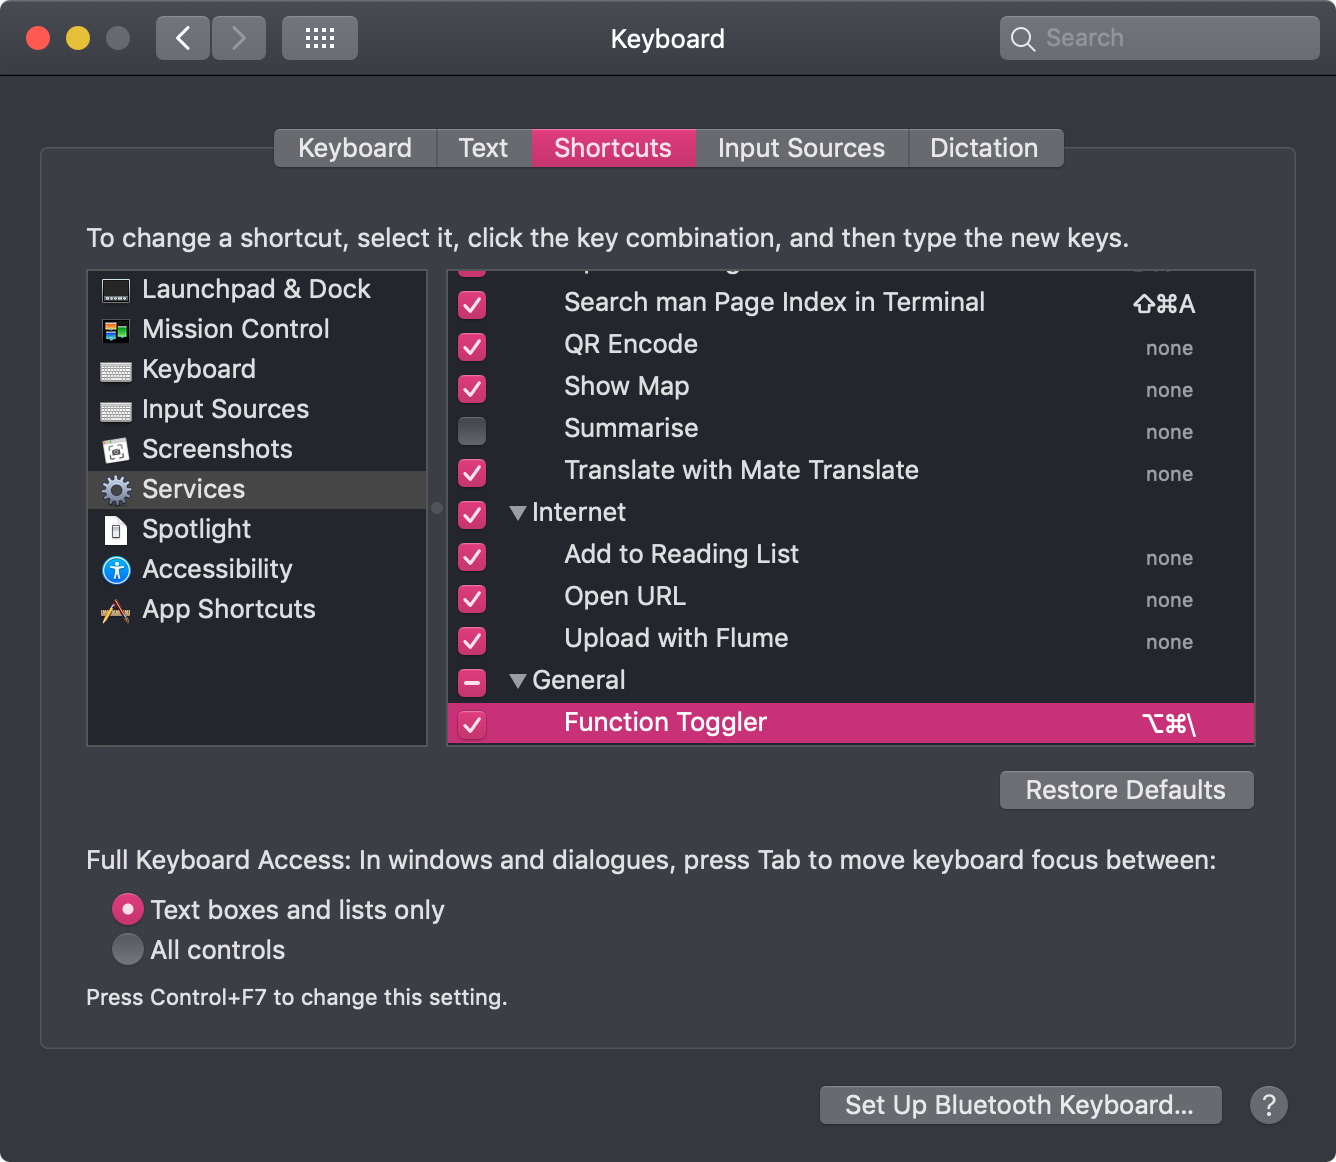 Keyboard
Search
Keyboard
Text
Shortcuts
Input Sources
Dictation
To change a shortcut, select it, click the key combination, and then type the new keys.
Launchpad & Dock
Mission Control
Keyboard
Input Sources
Screenshots
Services
Spotlight
Accessibility
App Shortcuts
Search man Page Index in Terminal ⇧⌘A
QR Encode none
Show Map none
Summarise none
Translate with Mate Translate none
Internet
Add to Reading List none
Open URL none
Upload with Flume none
General
Function Toggler ⌥⌘\
Restore Defaults
Full Keyboard Access: In windows and dialogues, press Tab to move keyboard focus between:
Text boxes and lists only
All controls
Press Control+F7 to change this setting.
Set Up Bluetooth Keyboard...
?